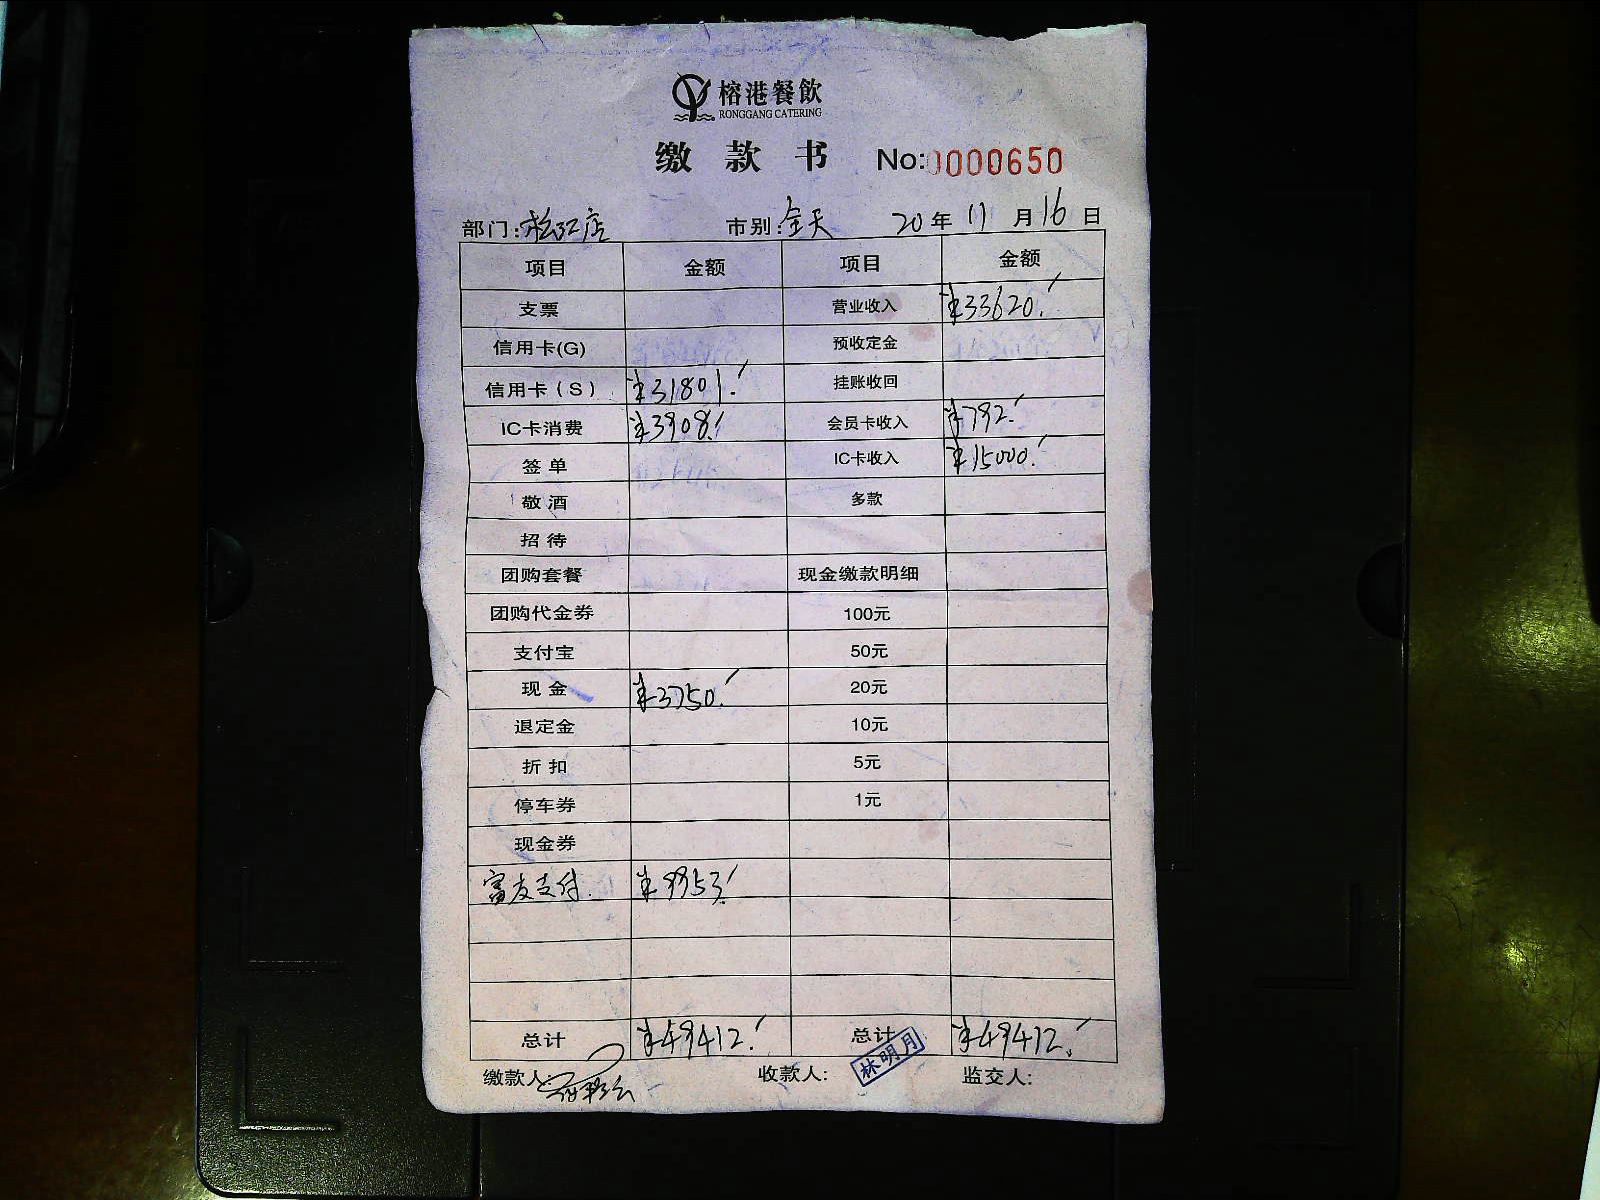 榕港餐飲
RONGGANG CATERING
缴款书 No:0000650
部门:松江店 市别:全天 20年11月16日
项目 金额 项目 金额
支票 营业收入 ¥33620.
信用卡(G) 预收定金
信用卡(S) ¥31801. 挂账收回
IC卡消费 ¥3908. 会员卡收入 ¥792.
签单 IC卡收入 ¥15000.
敬酒 多款
招待
团购套餐 现金缴款明细
团购代金券 100元
支付宝 50元
现金 ¥3750. 20元
退定金 10元
折扣 5元
停车券 1元
现金券
富友支付. ¥9953.
总计 ¥49412. 总计 ¥49412.
缴款人: 收款人: 林明月 监交人: